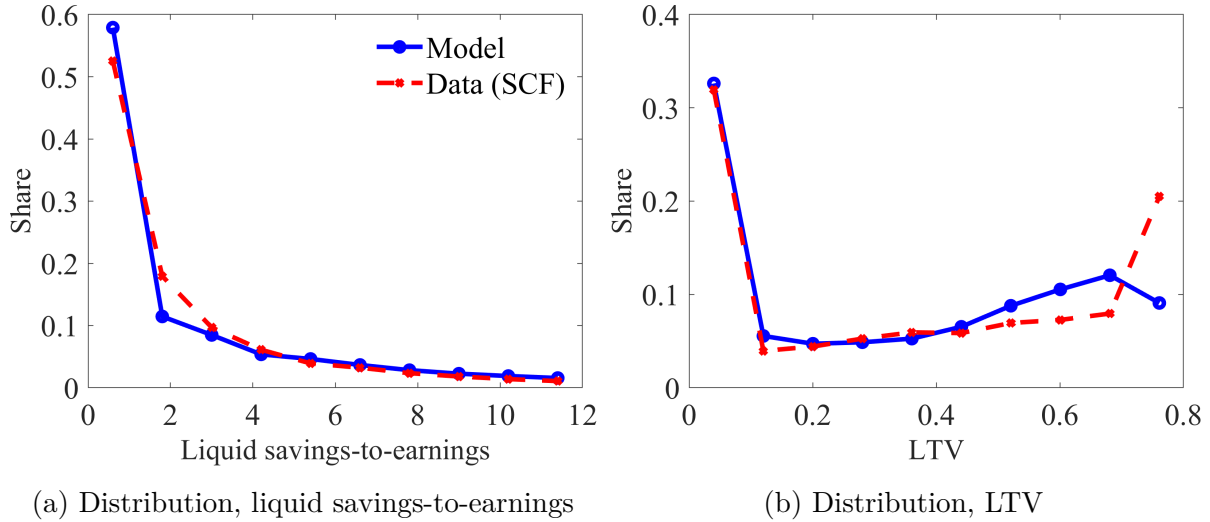 0.6
0.5
0.4
0.3
0.2
0.1
0
Share
Model
Data (SCF)
0 2 4 6 8 10 12
Liquid savings-to-earnings
(a) Distribution, liquid savings-to-earnings
0.4
0.3
0.2
0.1
0
Share
0 0.2 0.4 0.6 0.8
LTV
(b) Distribution, LTV